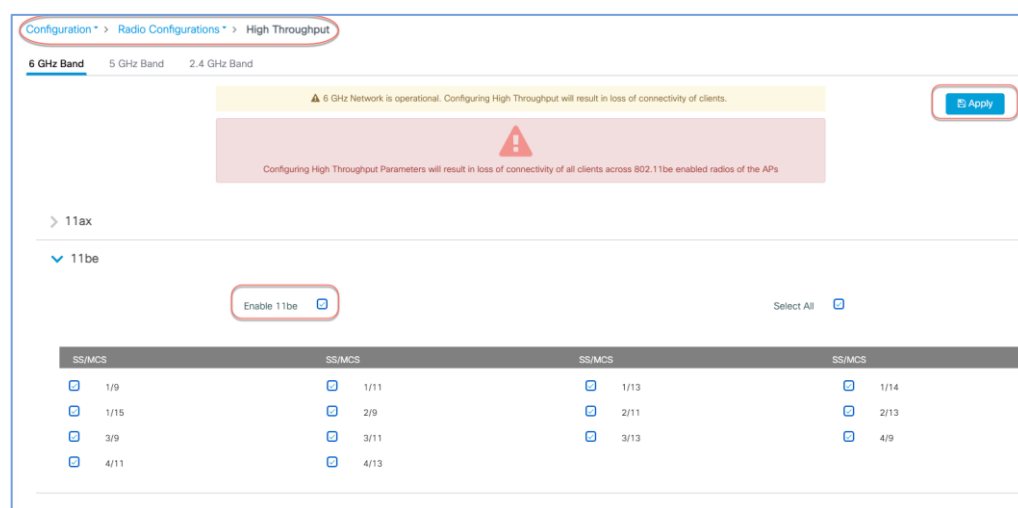 Configuration * > Radio Configurations * > High Throughput
6 GHz Band 5 GHz Band 2.4 GHz Band
6 GHz Network is operational. Configuring High Throughput will result in loss of connectivity of clients.
Apply
Configuring High Throughput Parameters will result in loss of connectivity of all clients across 802.11be enabled radios of the APs
11ax
11be
Enable 11be Select All
SS/MCS SS/MCS SS/MCS SS/MCS
1/9 1/11 1/13 1/14
1/15 2/9 2/11 2/13
3/9 3/11 3/13 4/9
4/11 4/13